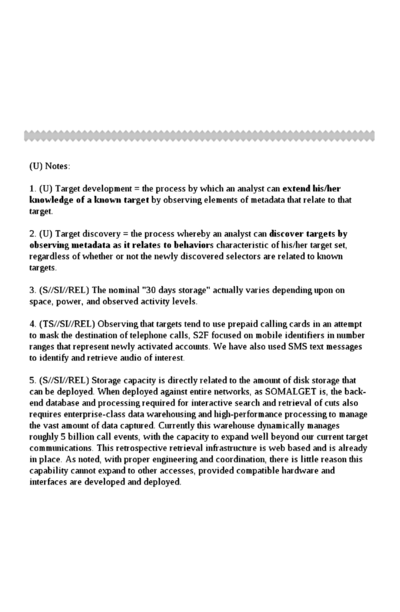 (U) Notes:
1. (U) Target development = the process by which an analyst can extend his/her
knowledge of a known target by observing elements of metadata that relate to that
target.
2. (U) Target discovery = the process whereby an analyst can discover targets by
observing metadata as it relates to behaviors characteristic of his/her target set,
regardless of whether or not the newly discovered selectors are related to known
targets.
3. (S//SI//REL) The nominal "30 days storage" actually varies depending upon on
space, power, and observed activity levels.
4. (TS//SI//REL) Observing that targets tend to use prepaid calling cards in an attempt
to mask the destination of telephone calls, S2F focused on mobile identifiers in number
ranges that represent newly activated accounts. We have also used SMS text messages
to identify and retrieve audio of interest.
5. (S//SI//REL) Storage capacity is directly related to the amount of disk storage that
can be deployed. When deployed against entire networks, as SOMALGET is, the back-
end database and processing required for interactive search and retrieval of cuts also
requires enterprise-class data warehousing and high-performance processing to manage
the vast amount of data captured. Currently this warehouse dynamically manages
roughly 5 billion call events, with the capacity to expand well beyond our current target
communications. This retrospective retrieval infrastructure is web based and is already
in place. As noted, with proper engineering and coordination, there is little reason this
capability cannot expand to other accesses, provided compatible hardware and
interfaces are developed and deployed.